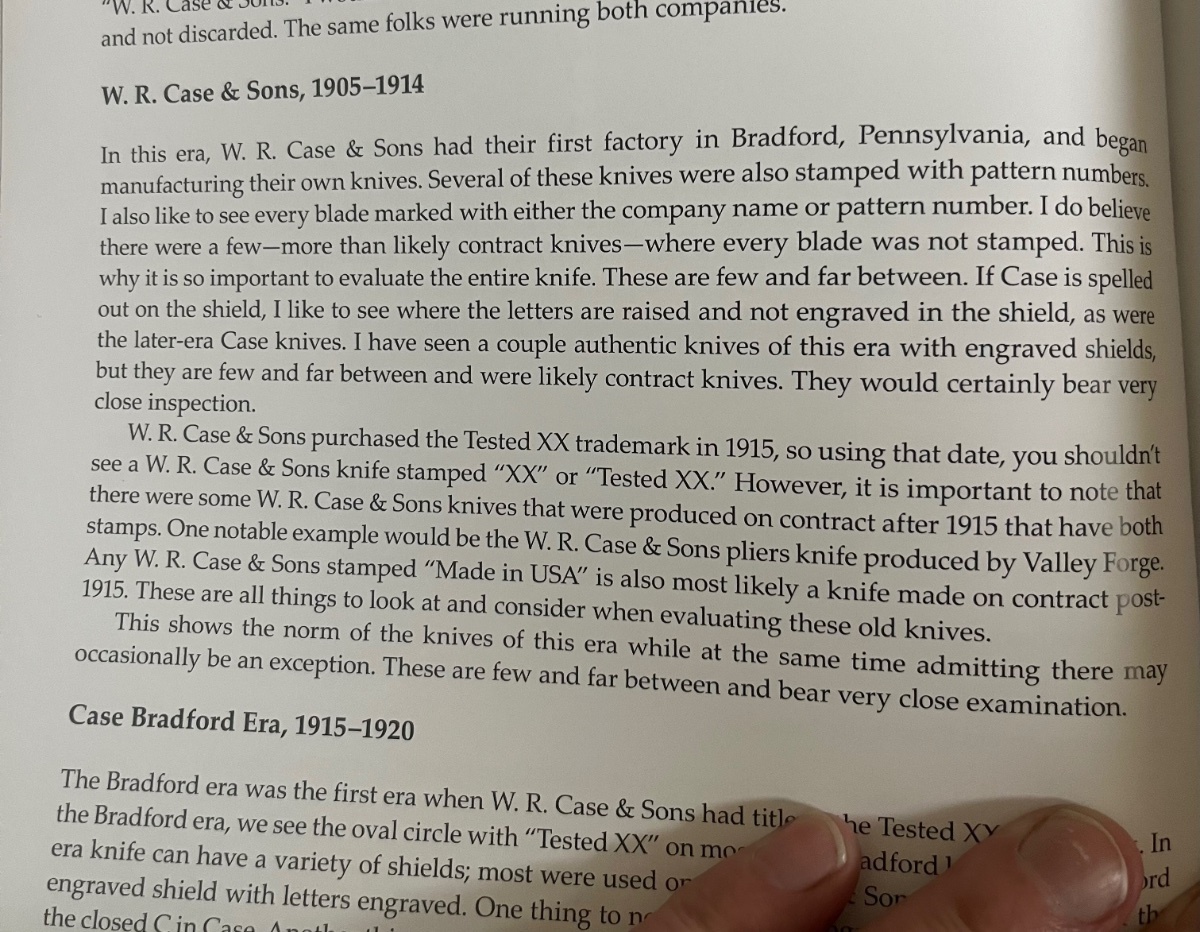 "W. R. Case & Sons."
and not discarded. The same folks were running both companies.
W. R. Case & Sons, 1905–1914
In this era, W. R. Case & Sons had their first factory in Bradford, Pennsylvania, and began
manufacturing their own knives. Several of these knives were also stamped with pattern numbers.
I also like to see every blade marked with either the company name or pattern number. I do believe
there were a few—more than likely contract knives—where every blade was not stamped. This is
why it is so important to evaluate the entire knife. These are few and far between. If Case is spelled
out on the shield, I like to see where the letters are raised and not engraved in the shield, as were
the later-era Case knives. I have seen a couple authentic knives of this era with engraved shields,
but they are few and far between and were likely contract knives. They would certainly bear very
close inspection.
W. R. Case & Sons purchased the Tested XX trademark in 1915, so using that date, you shouldn't
see a W. R. Case & Sons knife stamped "XX" or "Tested XX." However, it is important to note that
there were some W. R. Case & Sons knives that were produced on contract after 1915 that have both
stamps. One notable example would be the W. R. Case & Sons pliers knife produced by Valley Forge.
Any W. R. Case & Sons stamped "Made in USA" is also most likely a knife made on contract post-
1915. These are all things to look at and consider when evaluating these old knives.
This shows the norm of the knives of this era while at the same time admitting there may
occasionally be an exception. These are few and far between and bear very close examination.
Case Bradford Era, 1915–1920
The Bradford era was the first era when W. R. Case & Sons had title Tested XX In
the Bradford era, we see the oval circle with "Tested XX" on
era knife can have a variety of shields; most were used
engraved shield with letters engraved. One thing to
the closed C in Case.